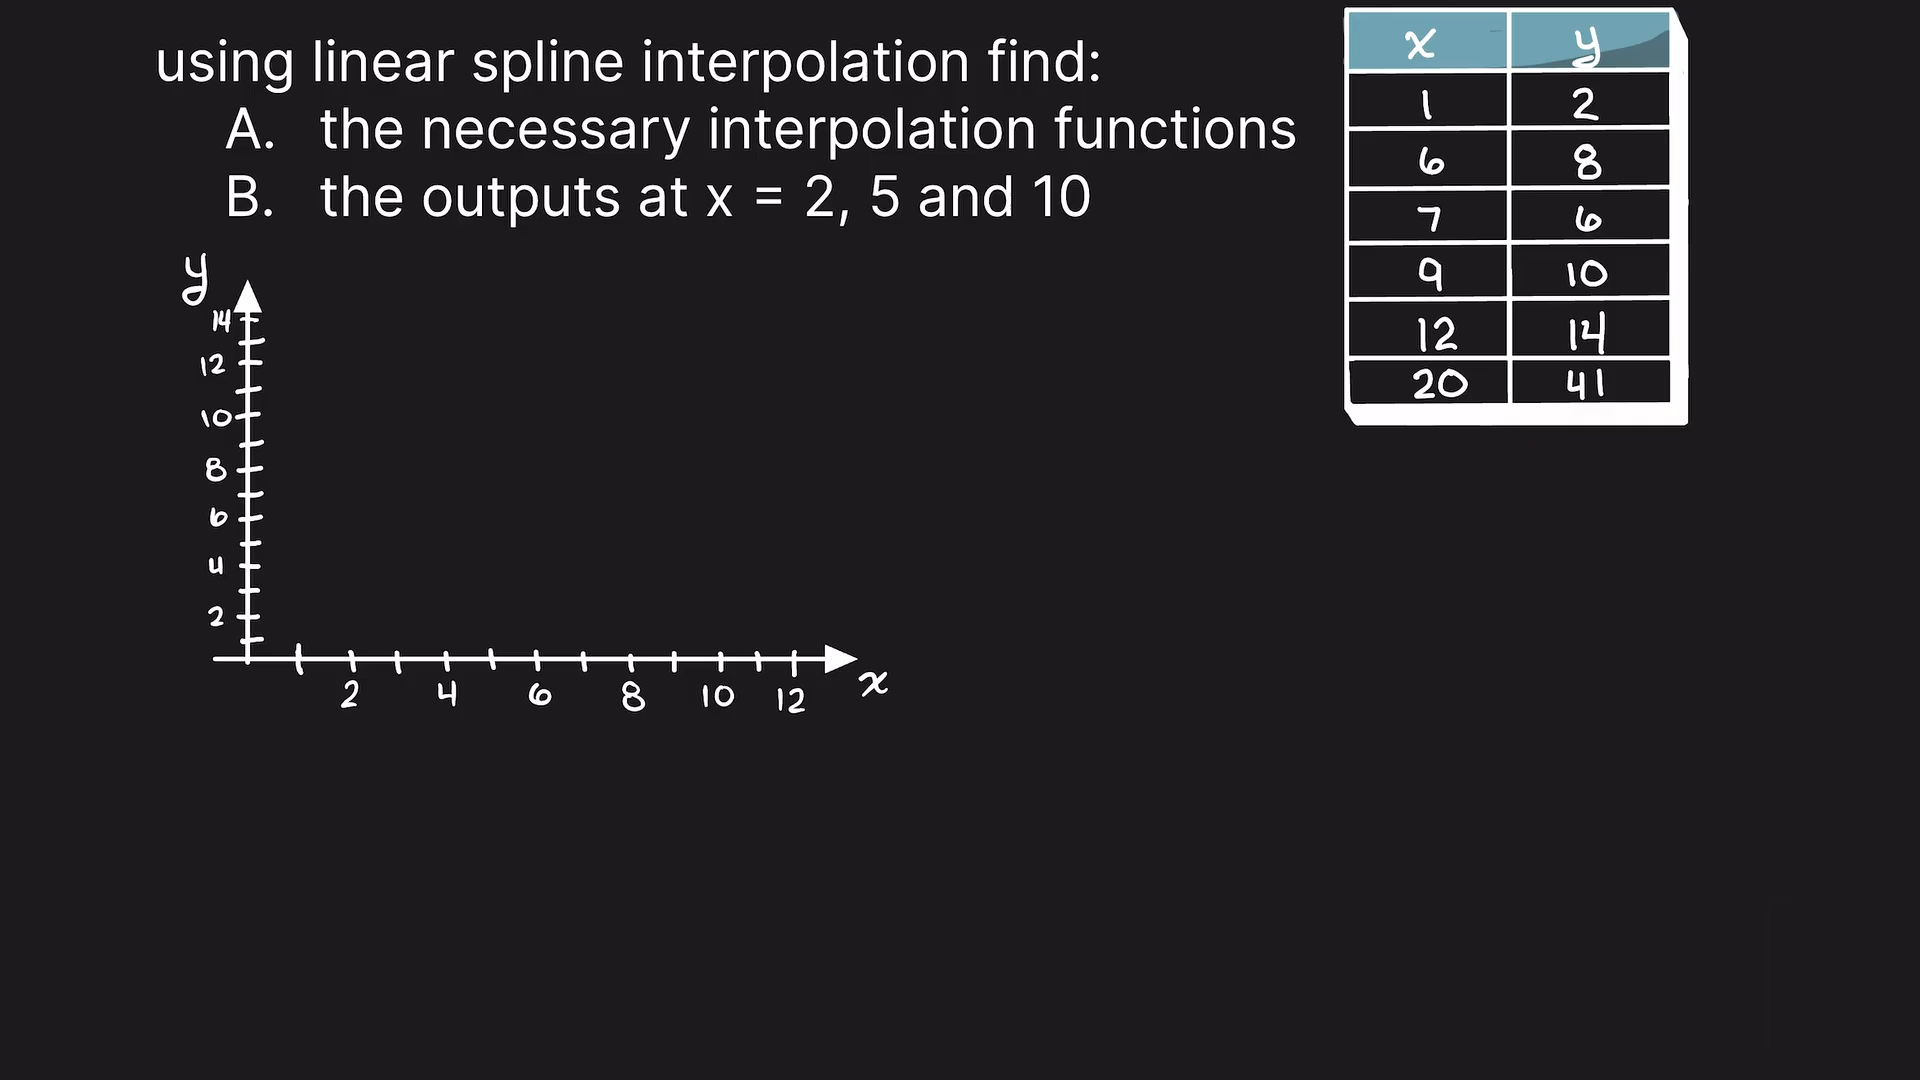 using linear spline interpolation find:
A. the necessary interpolation functions
B. the outputs at x = 2, 5 and 10
x y
1 2
6 8
7 6
9 10
12 14
20 41
y
14
12
10
8
6
4
2
2 4 6 8 10 12
x